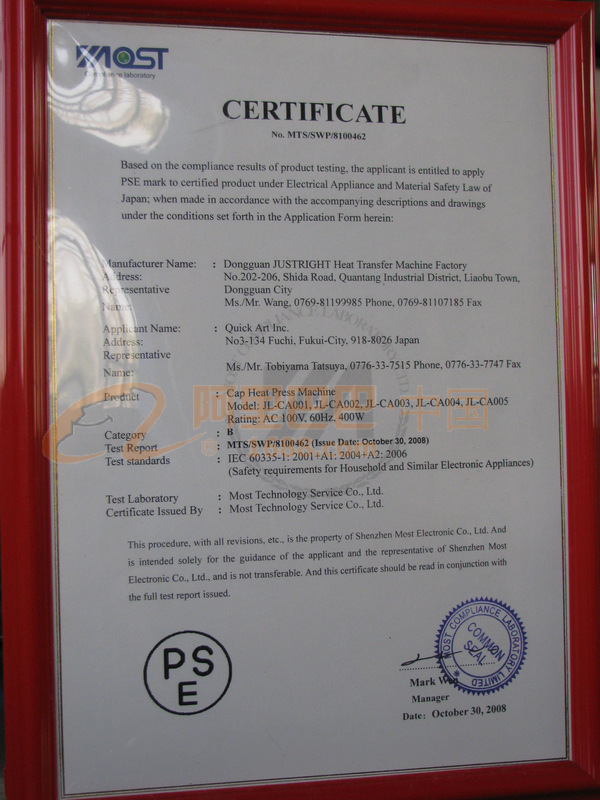 MOST
Compliance laboratory
CERTIFICATE
No. MTS/SWP/8100462
Based on the compliance results of product testing, the applicant is entitled to apply
PSE mark to certified product under Electrical Appliance and Material Safety Law of
Japan; when made in accordance with the accompanying descriptions and drawings
under the conditions set forth in the Application Form herein:
Manufacturer Name: : Dongguan JUSTRIGHT Heat Transfer Machine Factory
Address: No.202-206, Shida Road, Quantang Industrial District, Liaobu Town,
Representative Dongguan City
Name: Ms./Mr. Wang, 0769-81199985 Phone, 0769-81107185 Fax
Applicant Name: : Quick Art Inc.
Address: No3-134 Fuchi, Fukui-City, 918-8026 Japan
Representative
Name: Ms./Mr. Tobiyama Tatsuya, 0776-33-7515 Phone, 0776-33-7747 Fax
Product : Cap Heat Press Machine
Model: JL-CA001, JL-CA002, JL-CA003, JL-CA004, JL-CA005
Rating: AC 100V, 60Hz, 400W
Category : B
Test Report : MTS/SWP/8100462 (Issue Date: October 30, 2008)
Test standards : IEC 60335-1: 2001+A1: 2004+A2: 2006
(Safety requirements for Household and Similar Electronic Appliances)
Test Laboratory : Most Technology Service Co., Ltd.
Certificate Issued By : Most Technology Service Co., Ltd.
This procedure, with all revisions, etc., is the property of Shenzhen Most Electronic Co., Ltd. And
is intended solely for the guidance of the applicant and the representative of Shenzhen Most
Electronic Co., Ltd., and is not transferable. And this certificate should be read in conjunction with
the full test report issued.
PS
E
MOST COMPLIANCE LABORATORY LIMITED
COMMON
SEAL
Mark
Manager
Date: October 30, 2008
阿里巴巴 中国